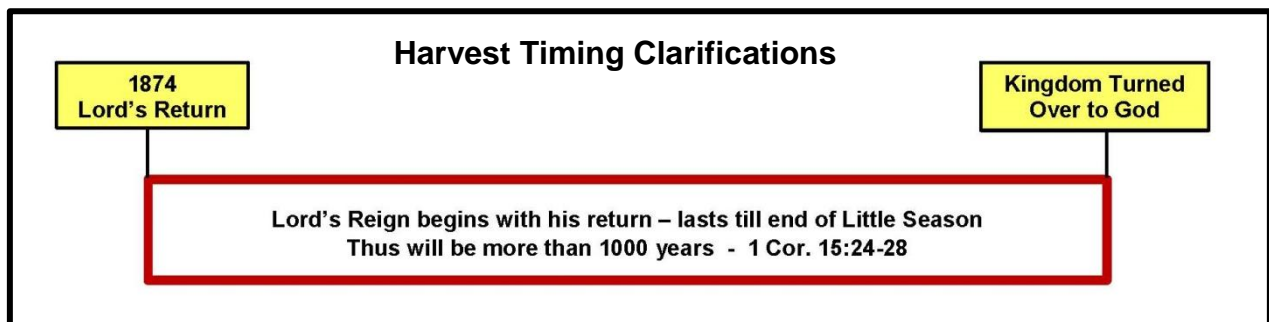 Harvest Timing Clarifications
1874
Lord's Return
Kingdom Turned
Over to God
Lord's Reign begins with his return – lasts till end of Little Season
Thus will be more than 1000 years - 1 Cor. 15:24-28